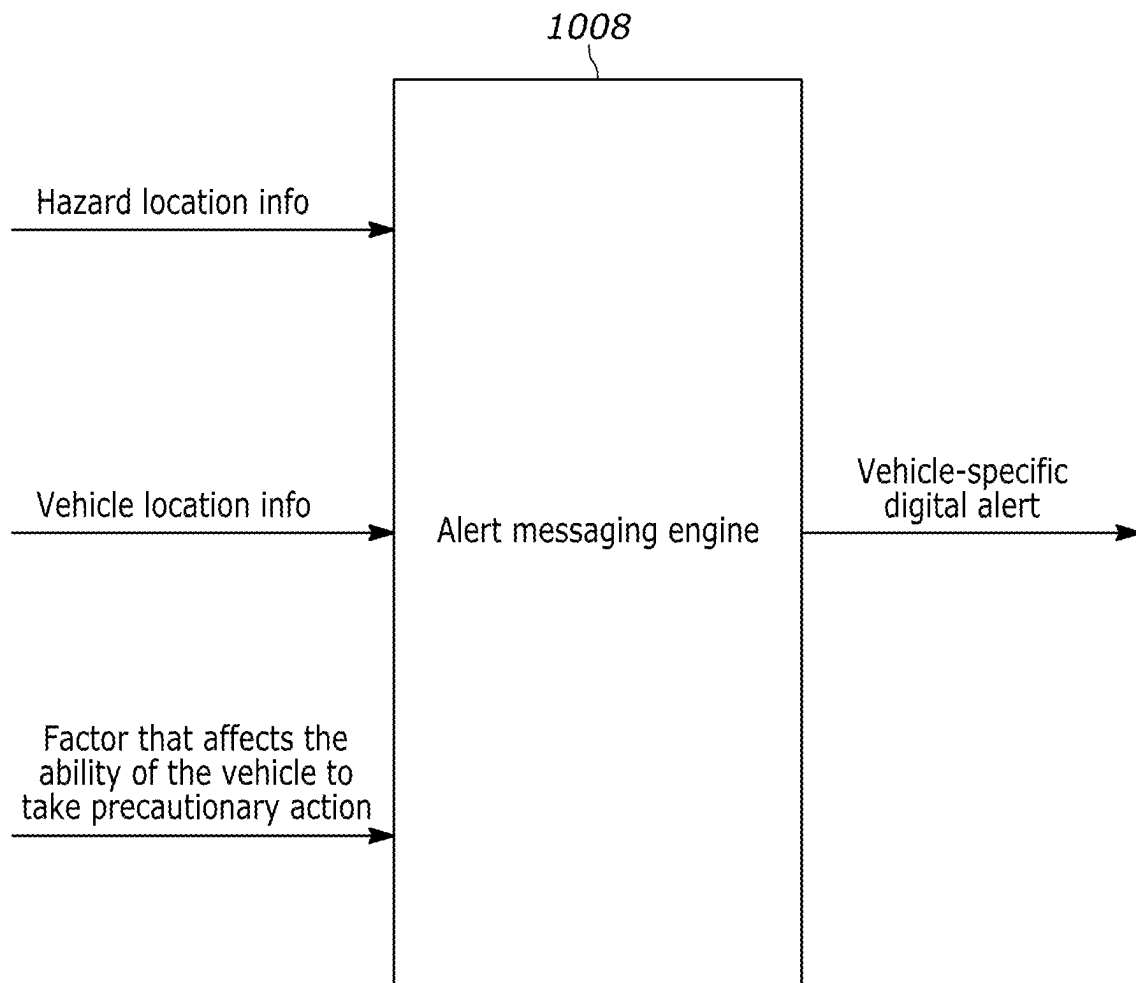 1008
Hazard location info
Vehicle location info
Alert messaging engine
Vehicle-specific
digital alert
Factor that affects the
ability of the vehicle to
take precautionary action